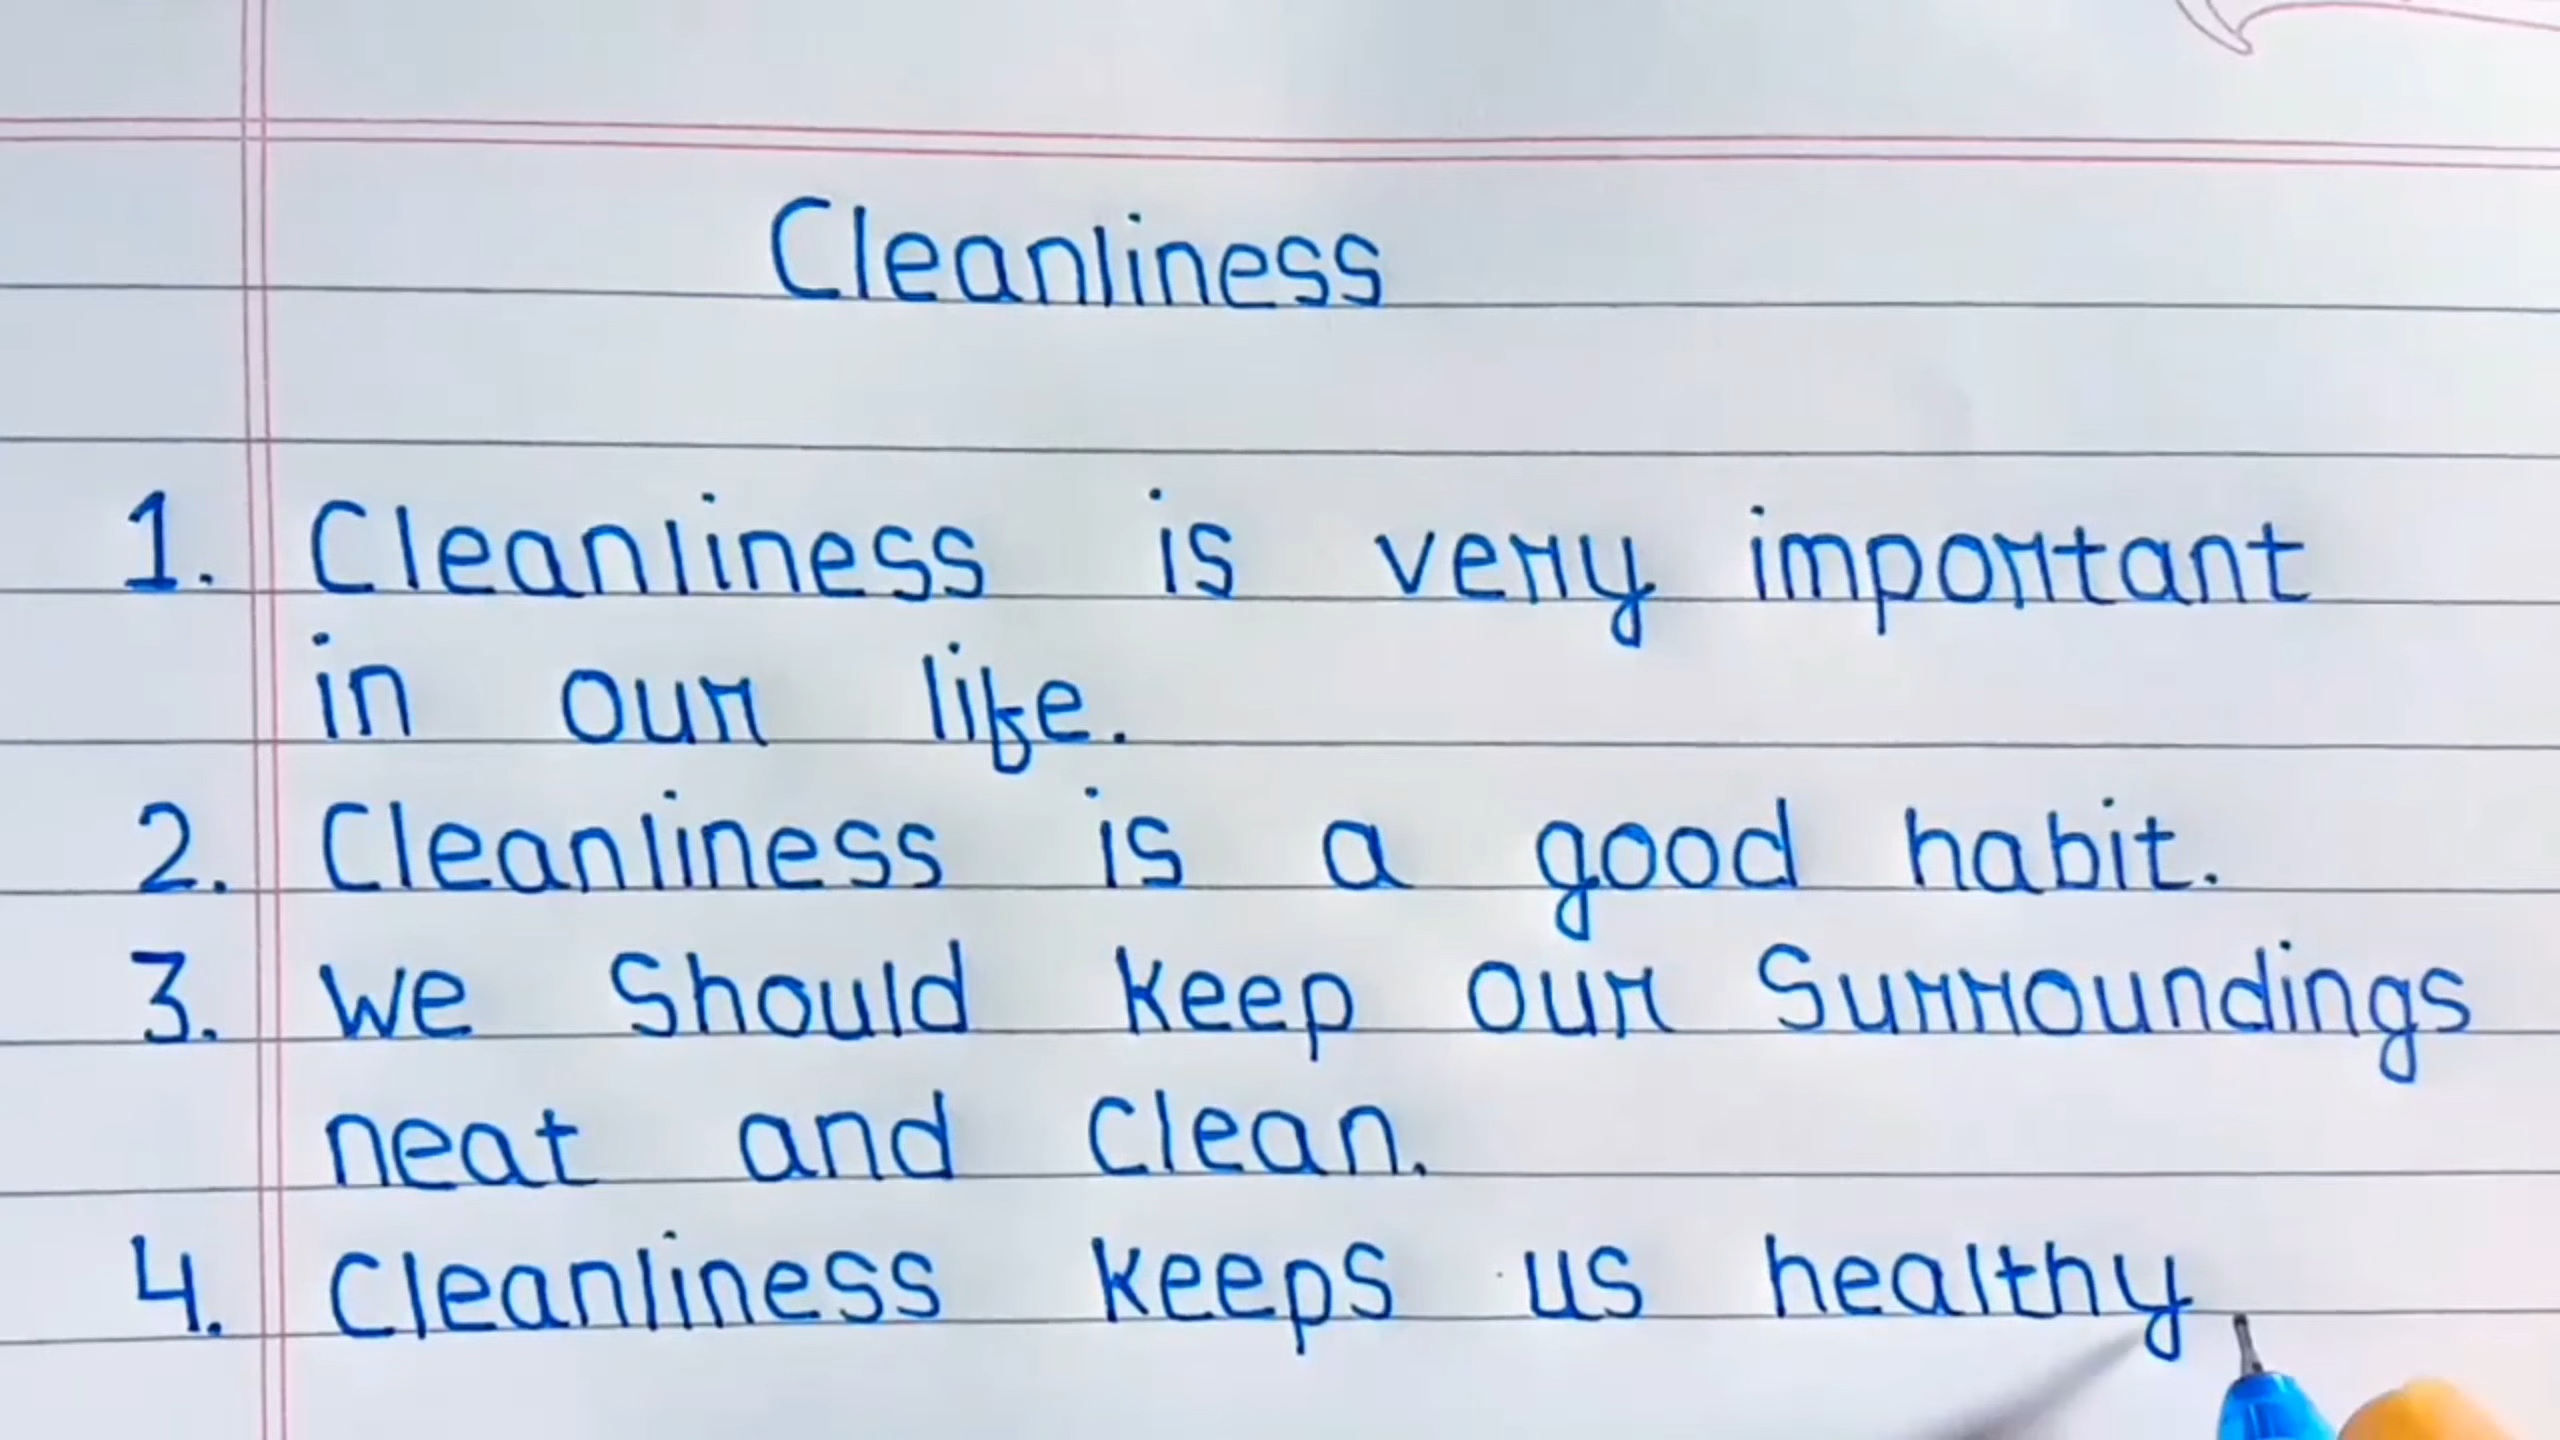 Cleanliness
1. Cleanliness is very important
in our life.
2. Cleanliness is a good habit.
3. We Should keep our Surroundings
neat and Clean.
4. Cleanliness keeps us healthy